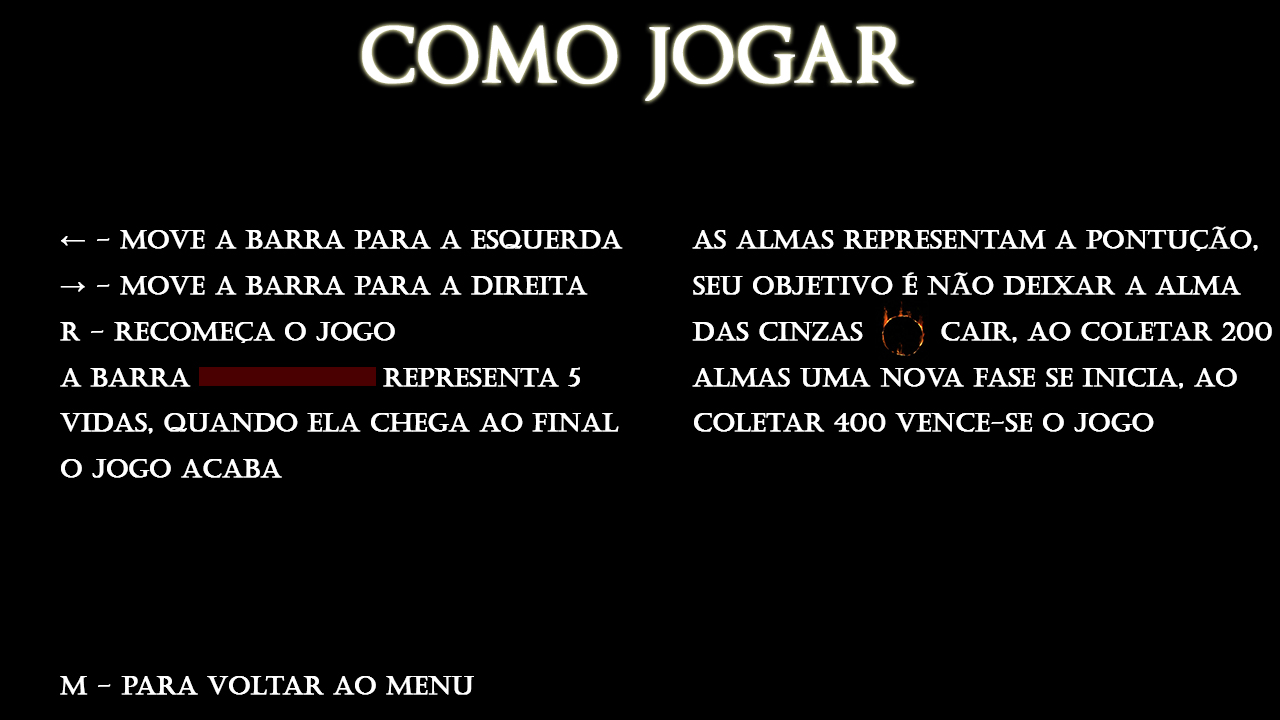 COMO JOGAR
← - MOVE A BARRA PARA A ESQUERDA
→ - MOVE A BARRA PARA A DIREITA
R - RECOMEÇA O JOGO
A BARRA REPRESENTA 5
VIDAS, QUANDO ELA CHEGA AO FINAL
O JOGO ACABA
AS ALMAS REPRESENTAM A PONTUÇÃO,
SEU OBJETIVO É NÃO DEIXAR A ALMA
DAS CINZAS CAIR, AO COLETAR 200
ALMAS UMA NOVA FASE SE INICIA, AO
COLETAR 400 VENCE-SE O JOGO
M - PARA VOLTAR AO MENU